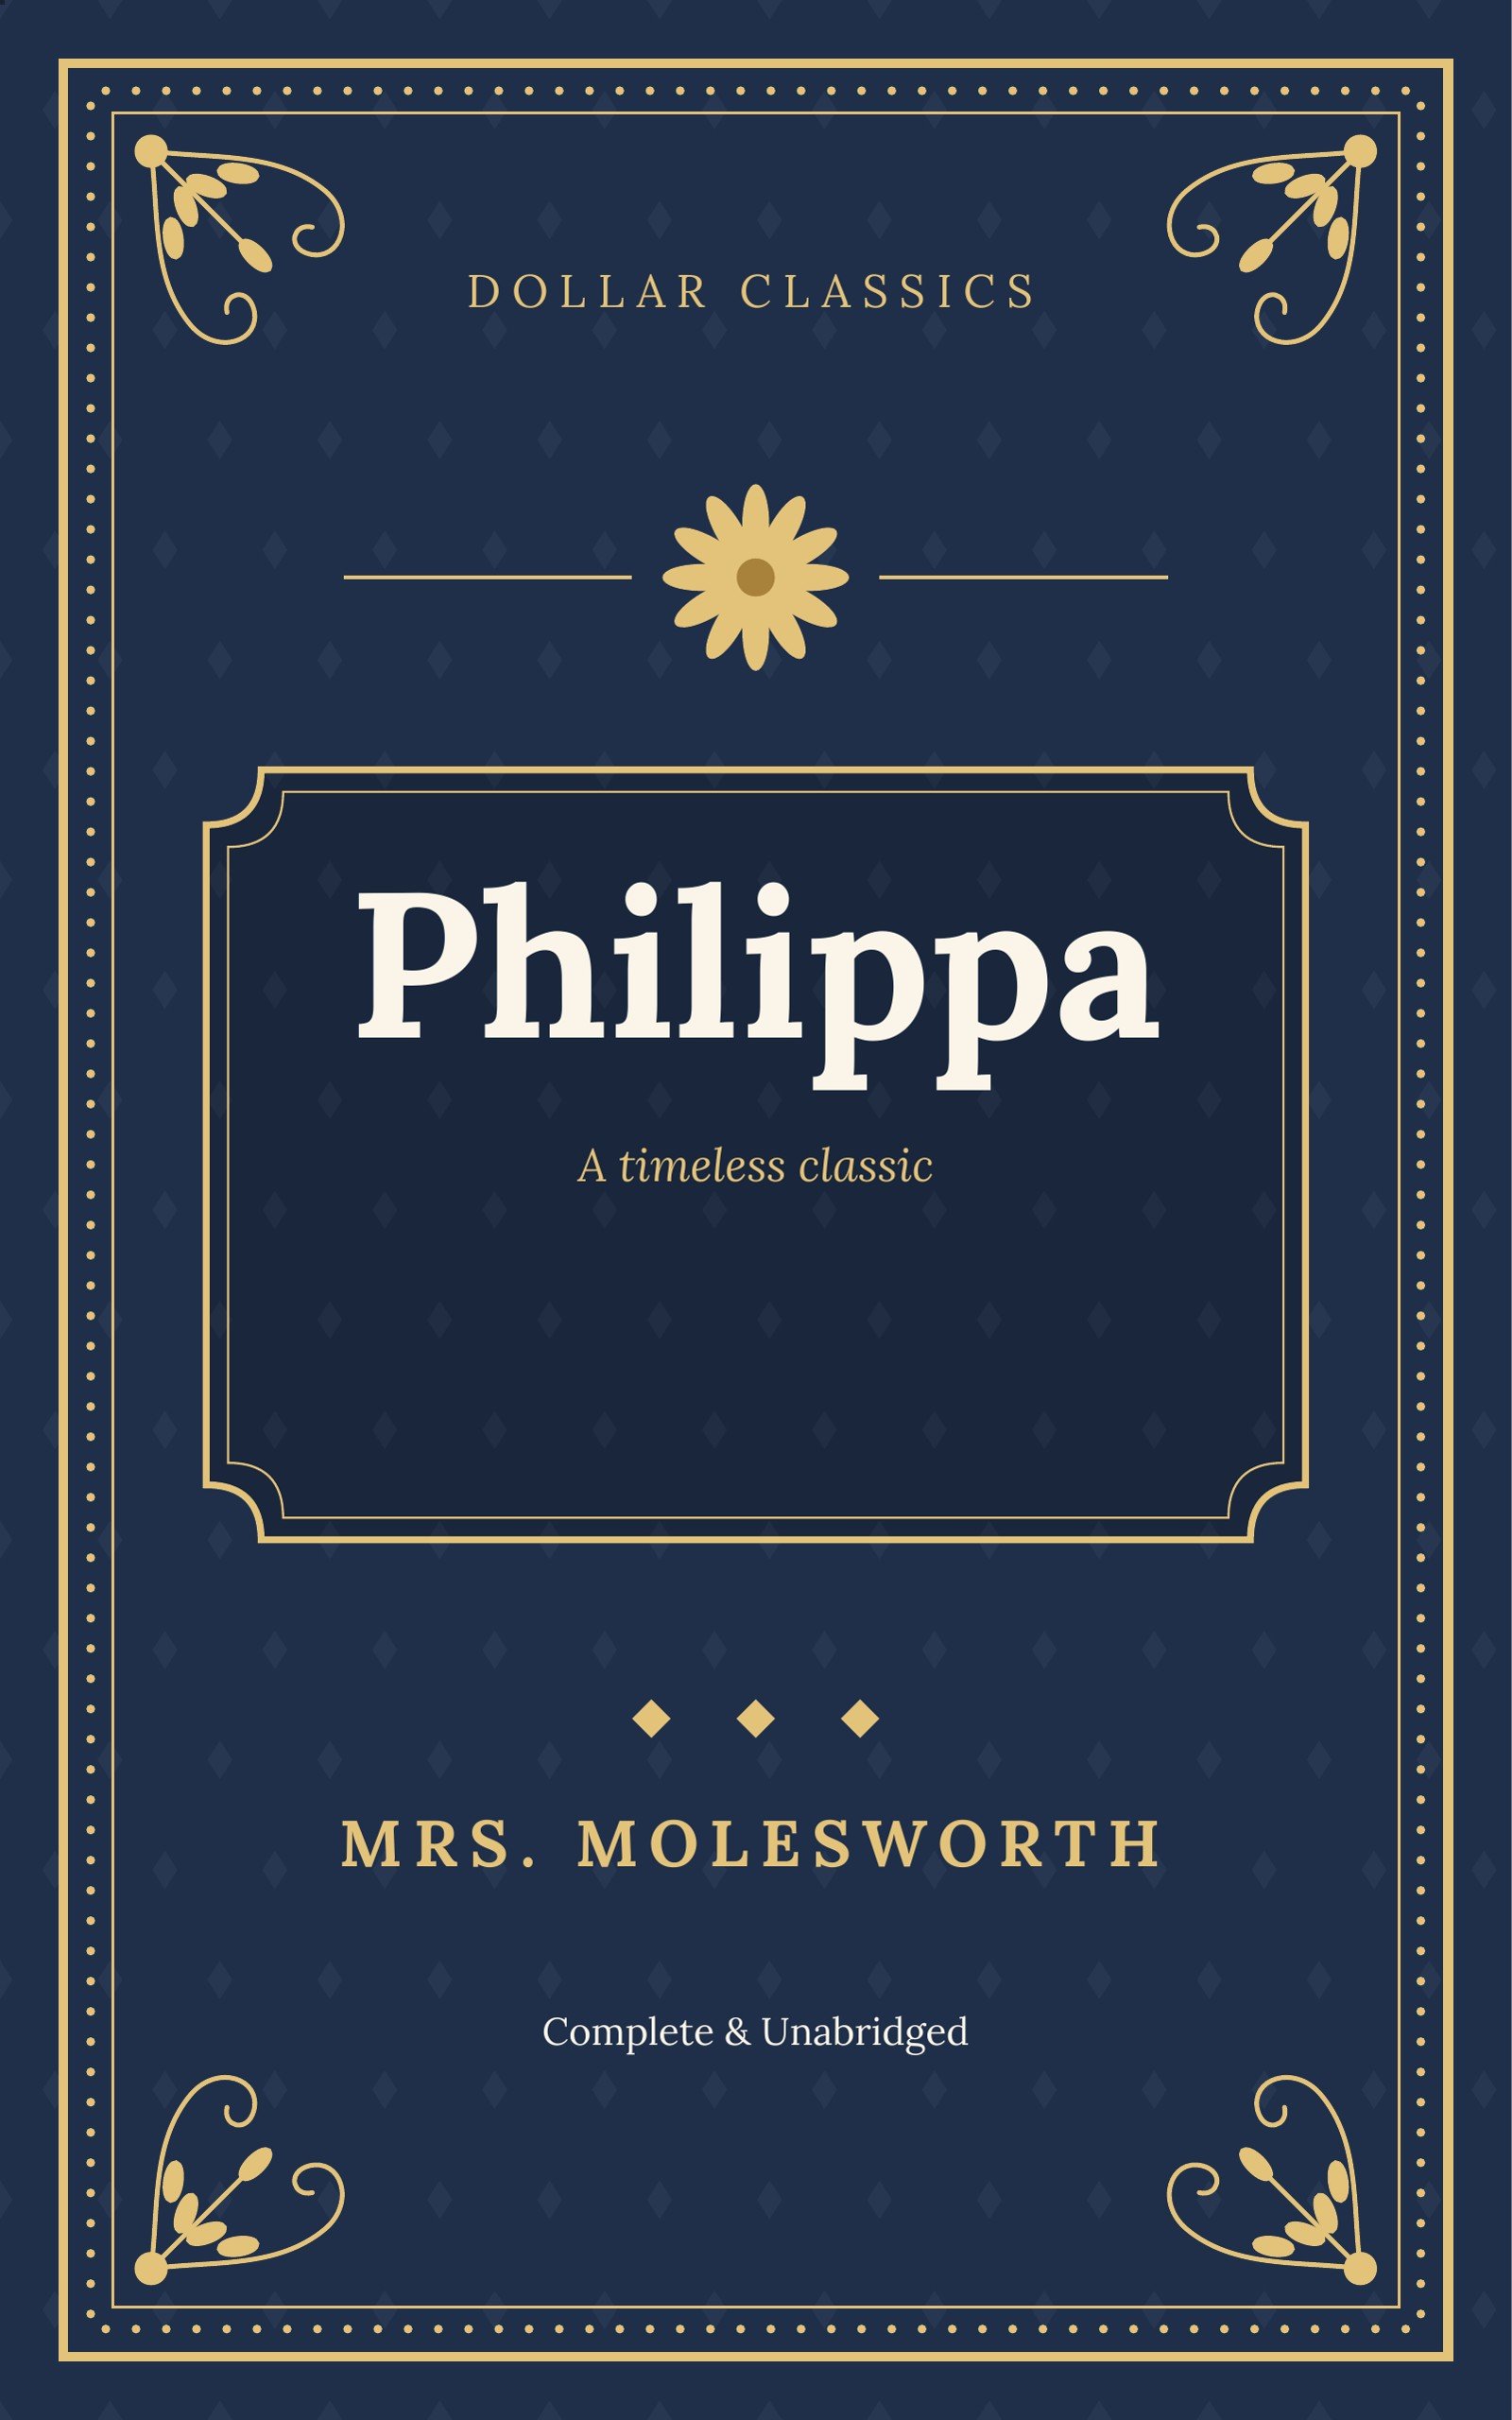 DOLLAR CLASSICS
Philippa
A timeless classic
MRS. MOLESWORTH
Complete & Unabridged